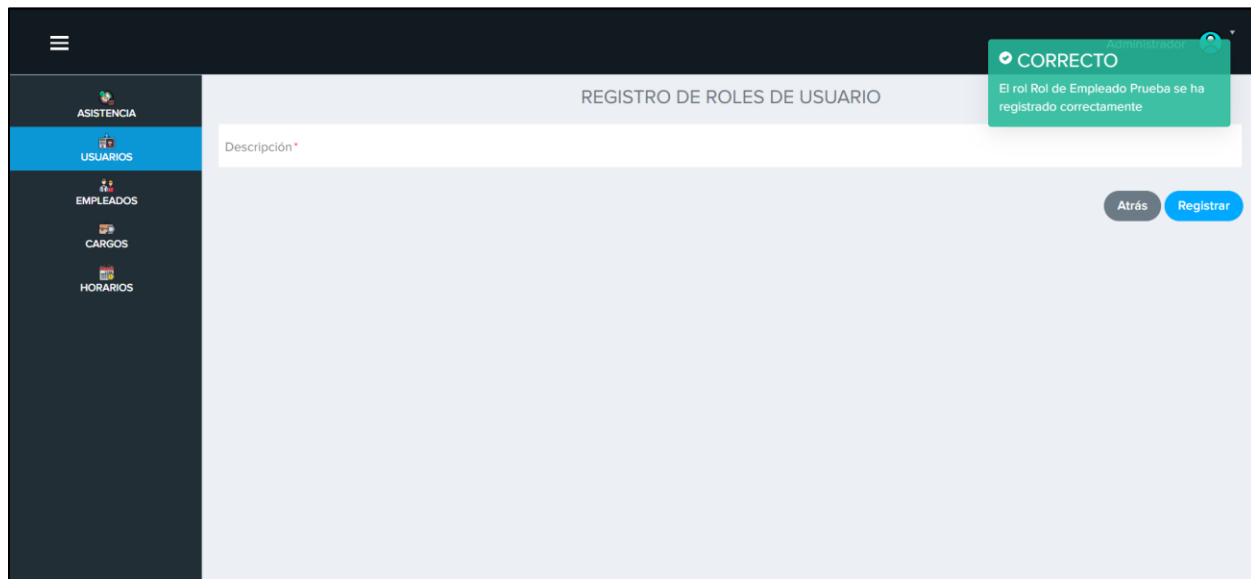 Administrador
CORRECTO
El rol Rol de Empleado Prueba se ha
registrado correctamente
ASISTENCIA
USUARIOS
EMPLEADOS
CARGOS
HORARIOS
REGISTRO DE ROLES DE USUARIO
Descripción*
Atrás
Registrar